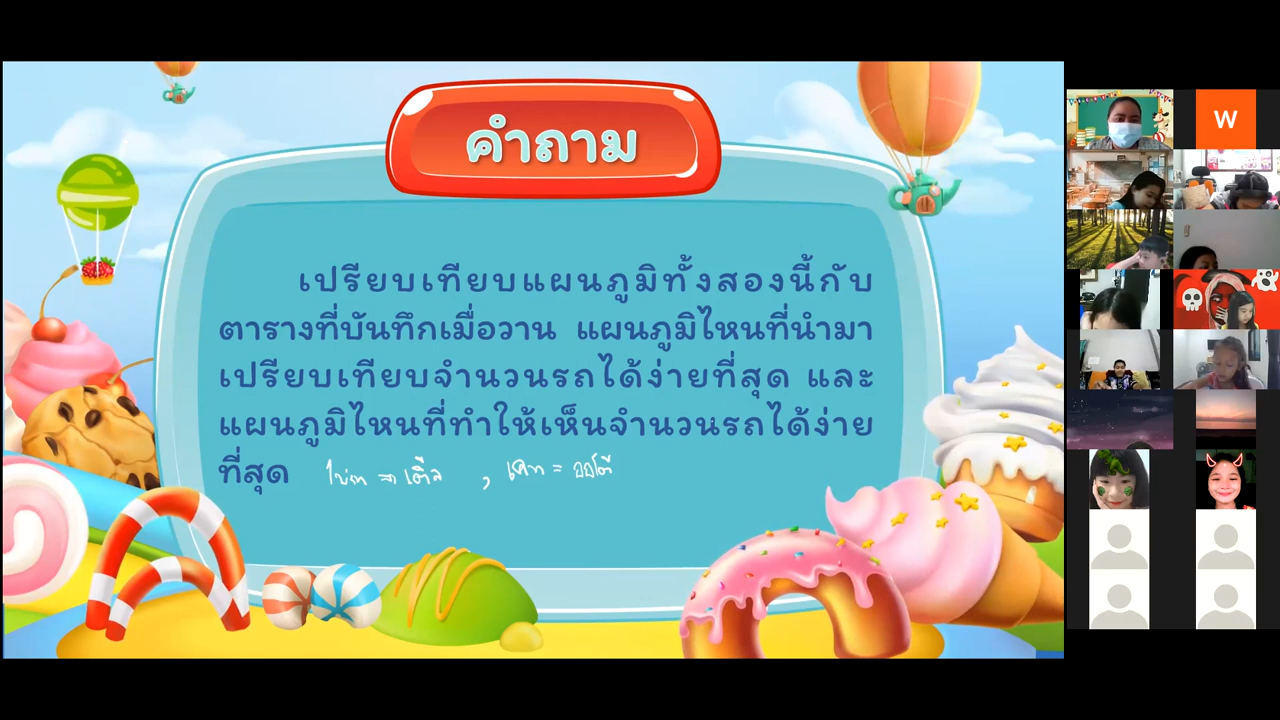 คำถาม
เปรียบเทียบแผนภูมิทั้งสองนี้กับ
ตารางที่บันทึกเมื่อวาน แผนภูมิไหนที่นำมา
เปรียบเทียบจำนวนรถได้ง่ายที่สุด และ
แผนภูมิไหนที่ทำให้เห็นจำนวนรถได้ง่าย
ที่สุด
W